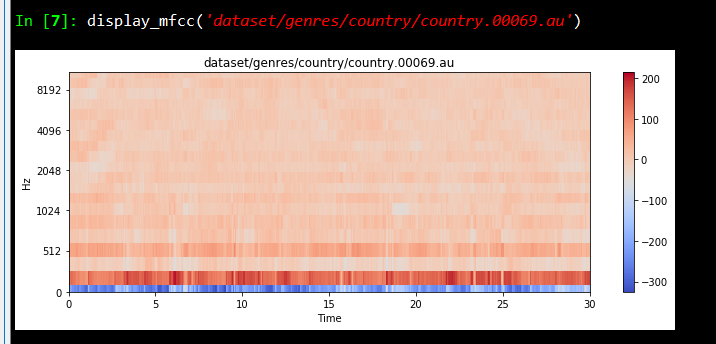 In [7]: display_mfcc('dataset/genres/country/country.00069.au')
dataset/genres/country/country.00069.au
8192
4096
2048
1024
512
0
Hz
0 5 10 15 20 25 30
Time
200
100
0
−100
−200
−300